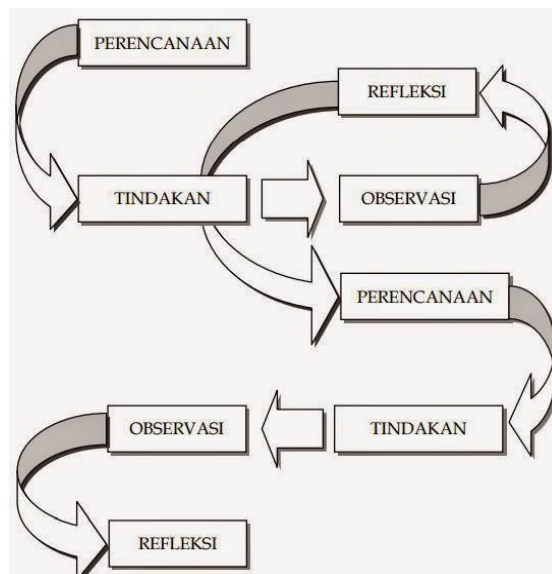 PERENCANAAN
REFLEKSI
TINDAKAN
OBSERVASI
PERENCANAAN
OBSERVASI
TINDAKAN
REFLEKSI